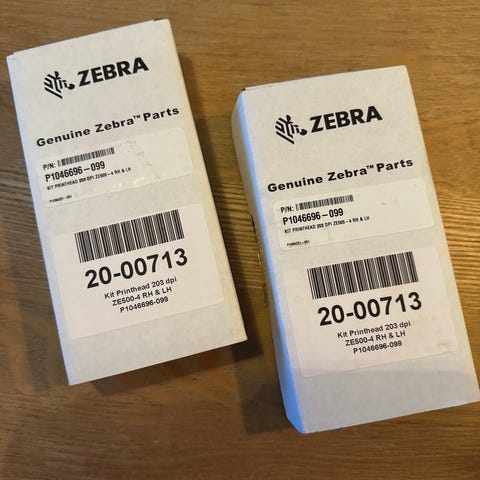 ZEBRA
Genuine Zebra™ Parts
P/N:
P1046696-099
KIT PRINTHEAD 203 DPI ZE500-4 RH & LH
20-00713
Kit Printhead 203 dpi
ZE500-4 RH & LH
P1046696-099
ZEBRA
Genuine Zebra™ Parts
P/N:
P1046696-099
KIT PRINTHEAD 203 DPI ZE500-4 RH & LH
20-00713
Kit Printhead 203 dpi
ZE500-4 RH & LH
P1046696-099